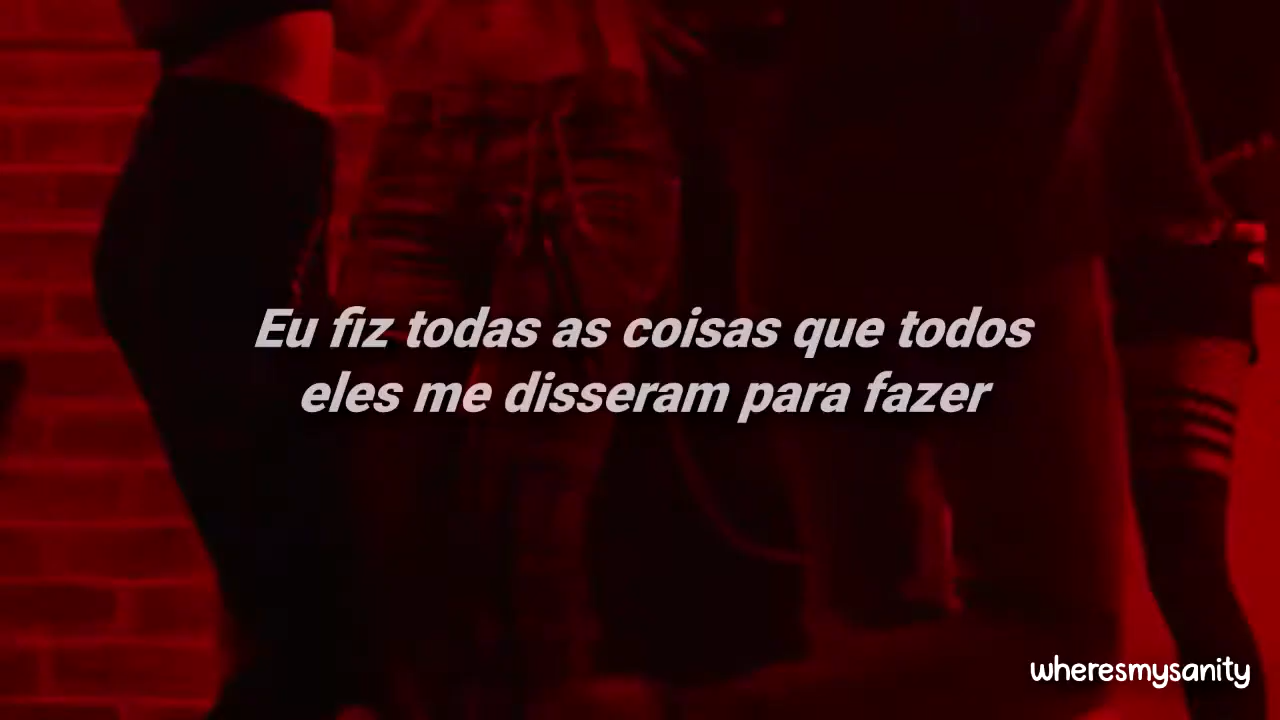 Eu fiz todas as coisas que todos
eles me disseram para fazer
wheresmysanity